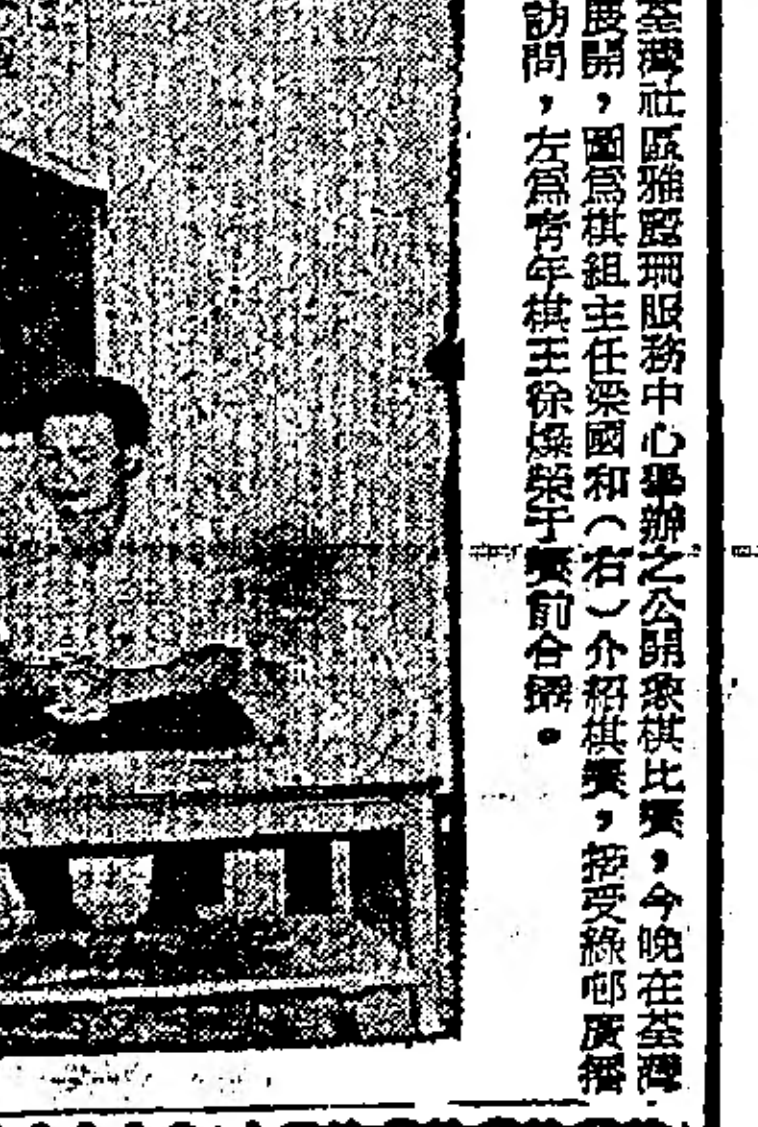 荃灣社區雅麗珊服務中心舉辦之公開象棋比賽，今晚在荃灣
展開，圖爲棋組主任梁國和（右）介紹棋賽，接受綠邨廣播
訪問，左爲靑年棋王徐燦榮于賽前合攝。